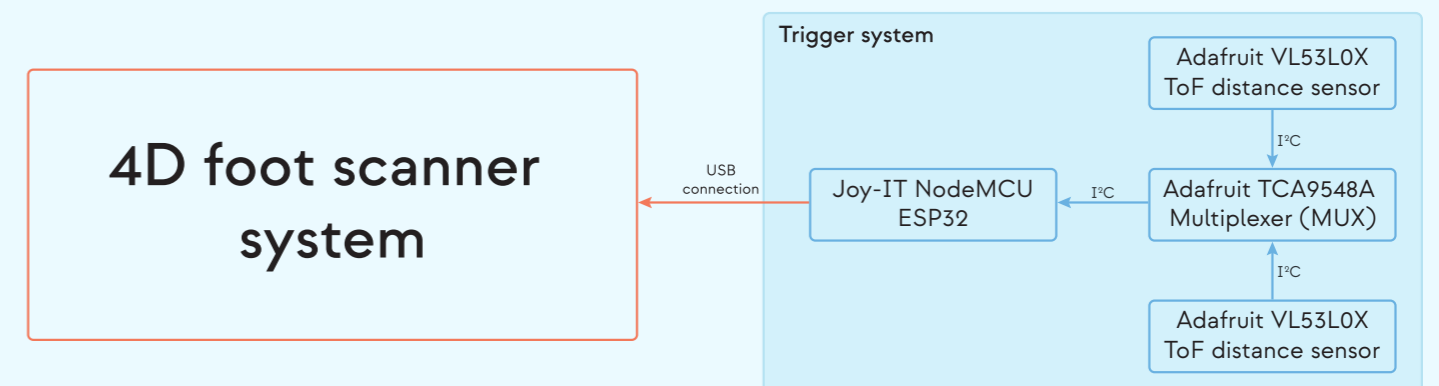 Trigger system
Adafruit VL53L0X
ToF distance sensor
I²C
4D foot scanner
system
USB
connection
Joy-IT NodeMCU
ESP32
I²C
Adafruit TCA9548A
Multiplexer (MUX)
I²C
Adafruit VL53L0X
ToF distance sensor